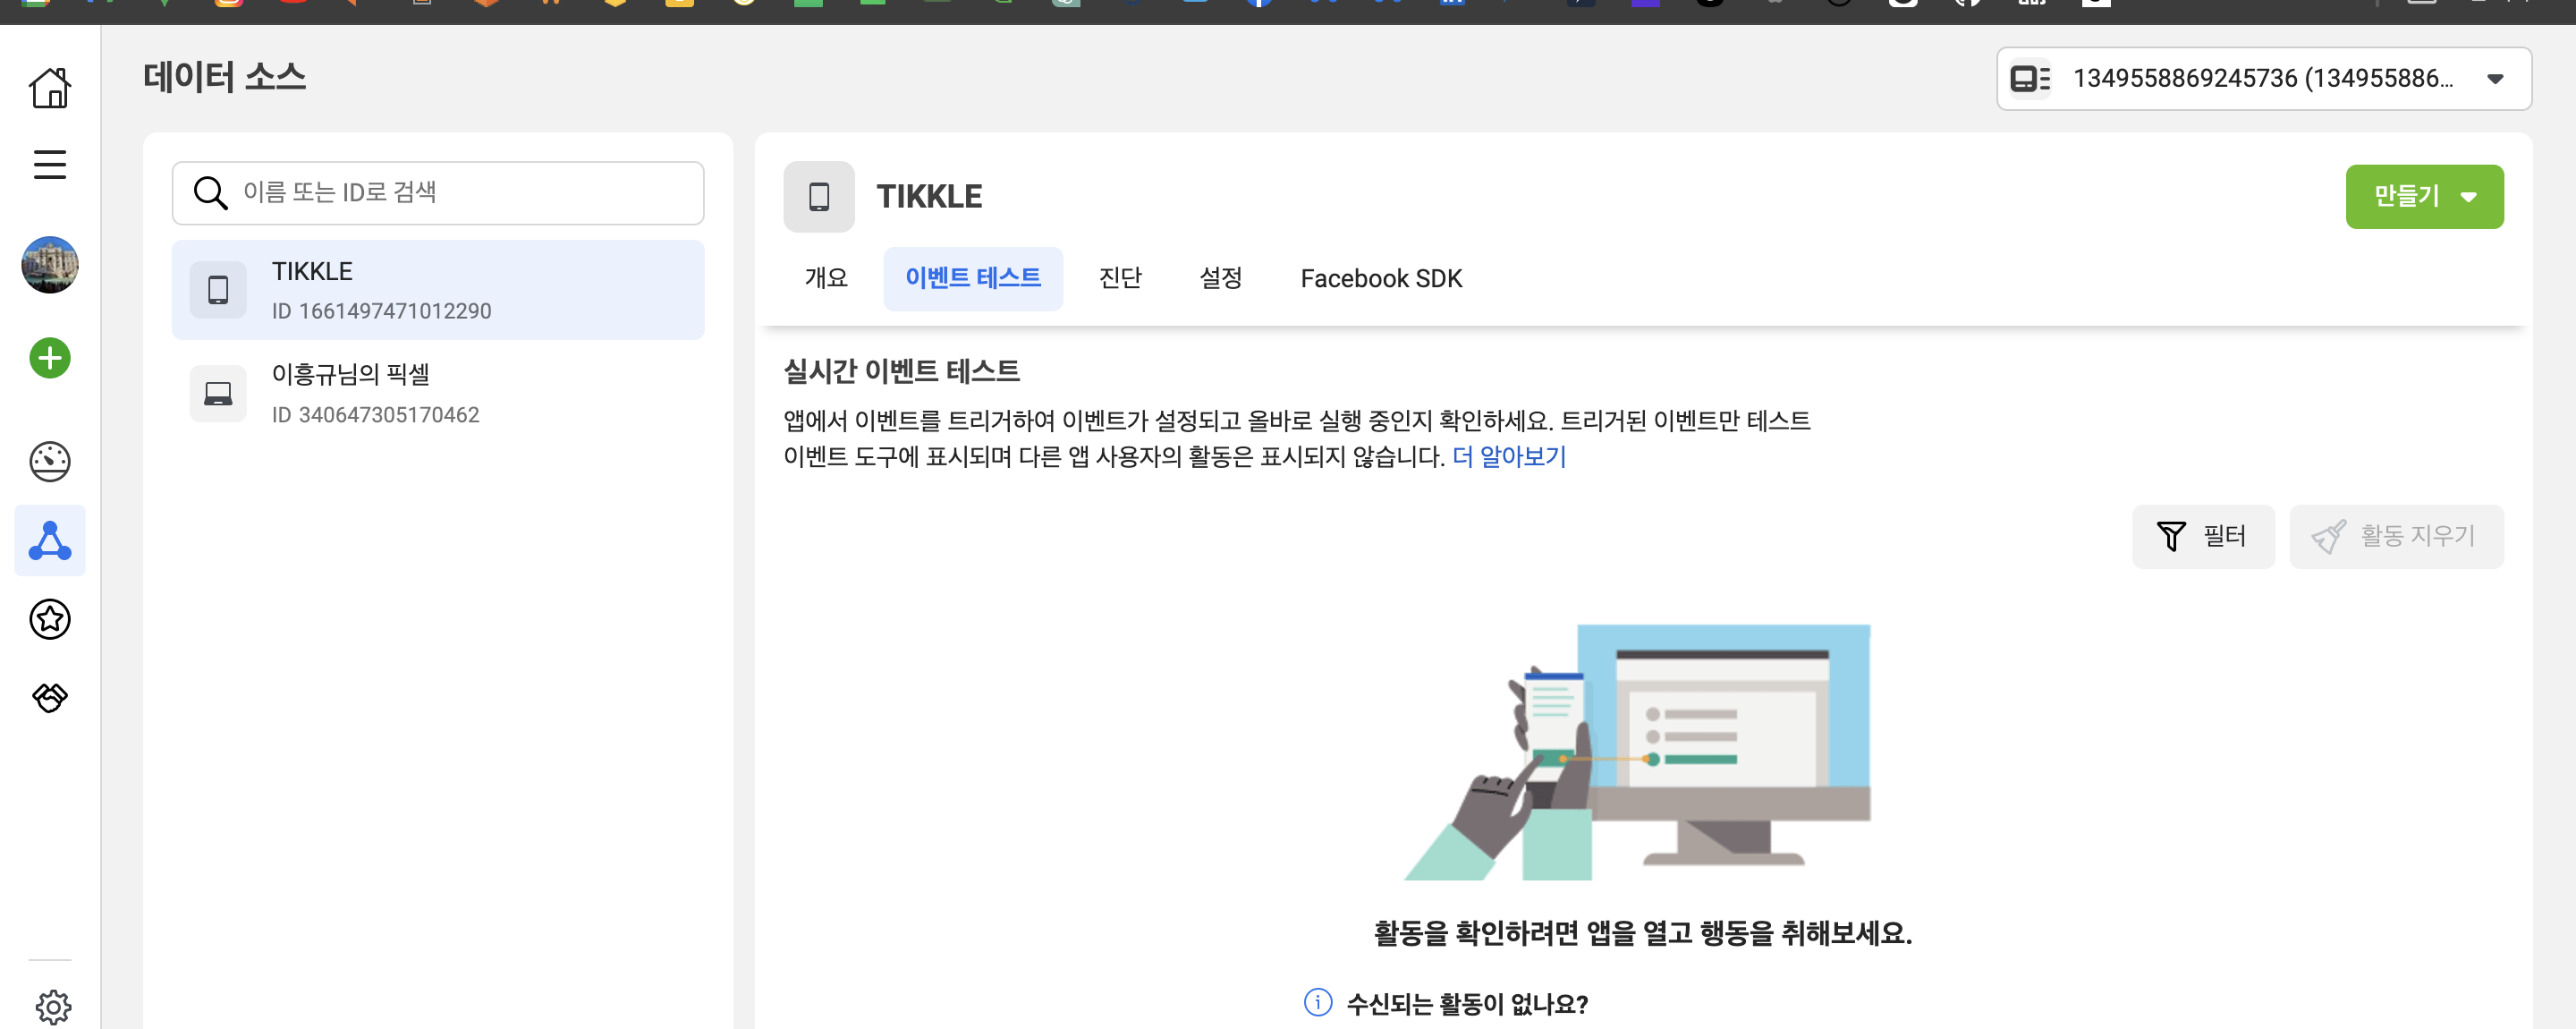 데이터 소스
1349558869245736 (134955886...
이름 또는 ID로 검색
TIKKLE
ID 1661497471012290
이흥규님의 픽셀
ID 340647305170462
TIKKLE
만들기
개요
이벤트 테스트
진단
설정
Facebook SDK
실시간 이벤트 테스트
앱에서 이벤트를 트리거하여 이벤트가 설정되고 올바로 실행 중인지 확인하세요. 트리거된 이벤트만 테스트
이벤트 도구에 표시되며 다른 앱 사용자의 활동은 표시되지 않습니다. 더 알아보기
필터
활동 지우기
활동을 확인하려면 앱을 열고 행동을 취해보세요.
수신되는 활동이 없나요?